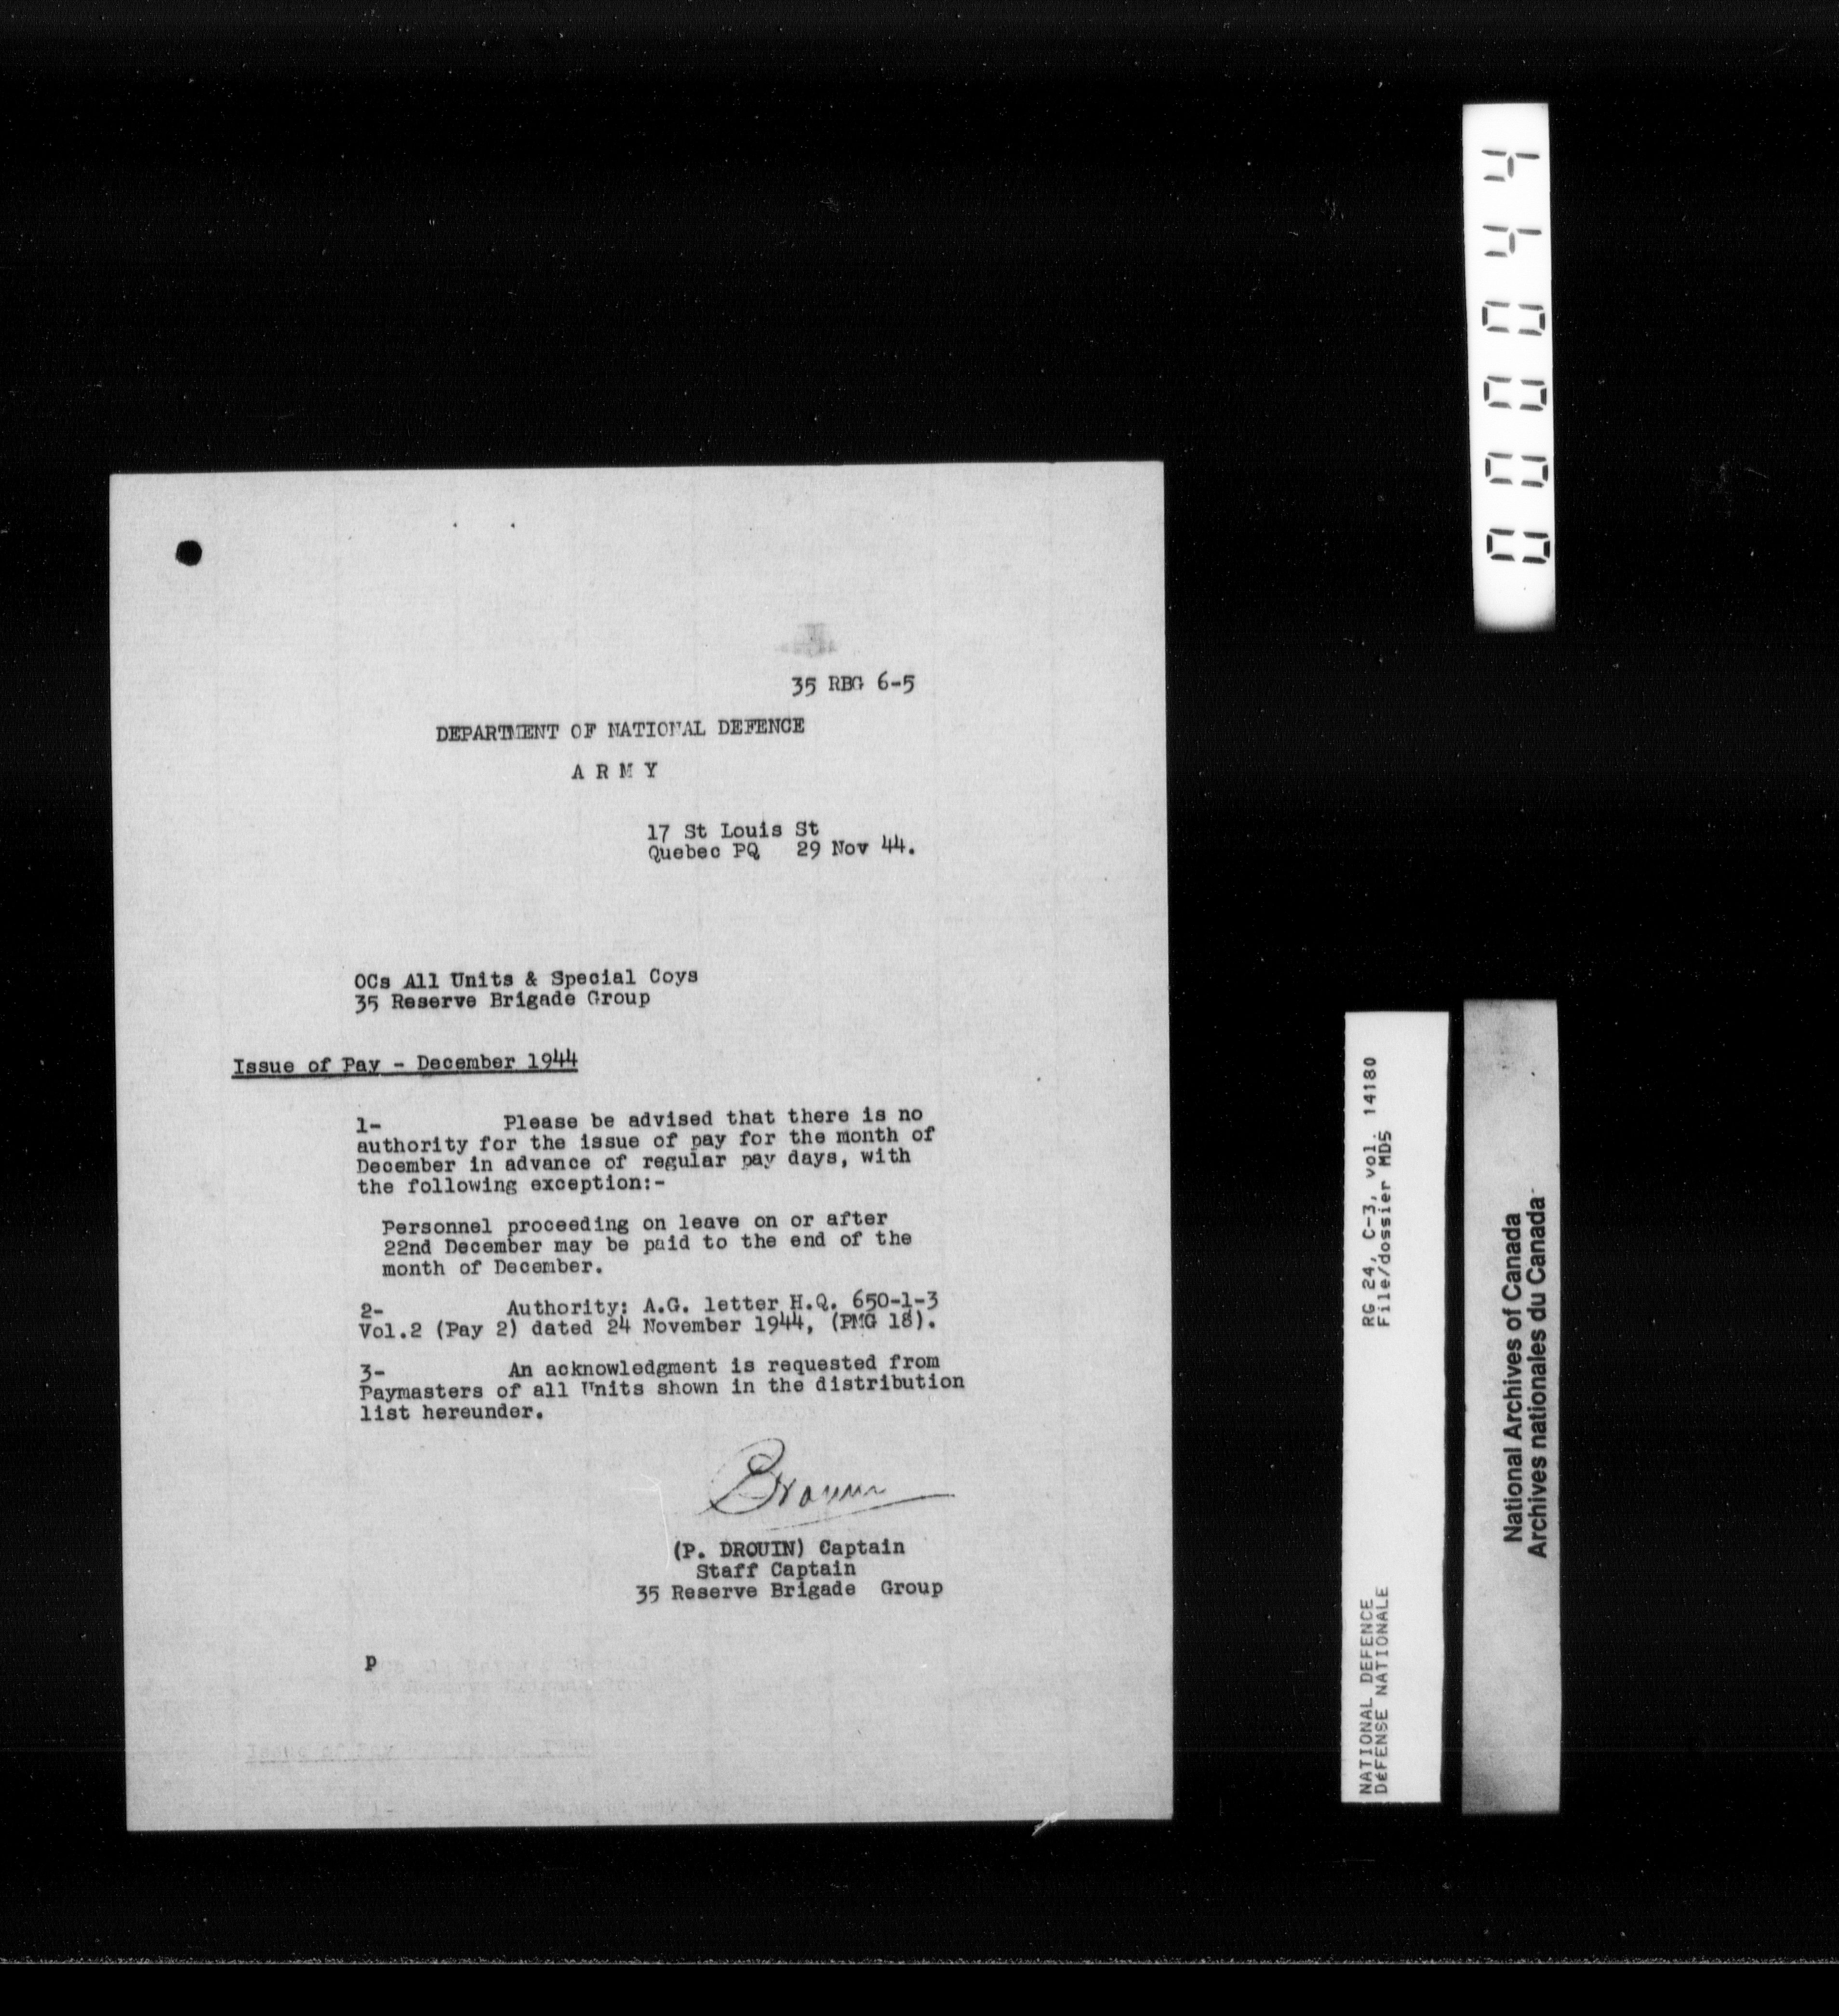 35 RBG 6-5
DEPARTMENT OF NATIONAL DEFENCE
A R M Y
17 St Louis St
Quebec PQ 29 Nov 44.
OCs All Units & Special Coys
35 Reserve Brigade Group
Issue of Pay - December 1944
1- Please be advised that there is no
authority for the issue of pay for the month of
December in advance of regular pay days, with
the following exception:-
Personnel proceeding on leave on or after
22nd December may be paid to the end of the
month of December.
2- Authority: A.G. letter H.Q. 650-1-3
Vol.2 (Pay 2) dated 24 November 1944, (PMG 18).
3- An acknowledgment is requested from
Paymasters of all Units shown in the distribution
list hereunder.
(P. DROUIN) Captain
Staff Captain
35 Reserve Brigade Group
p
000044
NATIONAL DEFENCE RG 24, C-3, vol. 14180
DéFENSE NATIONALE File/dossier MD5
National Archives of Canada
Archives nationales du Canada